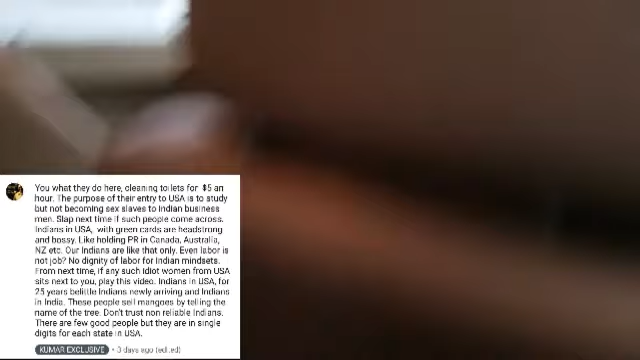 You what they do here, cleaning toilets for $5 an
hour. The purpose of their entry to USA is to study
but not becoming sex slaves to Indian business
men. Slap next time if such people come across.
Indians in USA, with green cards are headstrong
and bossy. Like holding PR in Canada, Australia,
NZ etc. Our Indians are like that only. Even labor is
not job? No dignity of labor for Indian mindsets.
From next time, if any such idiot women from USA
sits next to you, play this video. Indians in USA, for
25 years belittle Indians newly arriving and Indians
in India. These people sell mangoes by telling the
name of the tree. Don't trust non reliable Indians.
There are few good people but they are in single
digits for each state in USA.
KUMAR EXCLUSIVE • 3 days ago (edited)